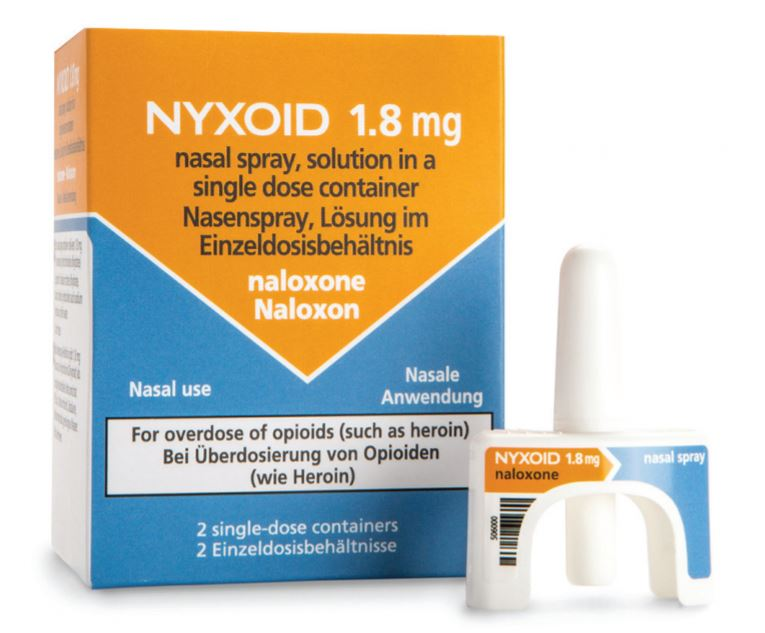 NYXOID 1.8 mg
nasal spray, solution in a
single dose container
Nasenspray, Lösung im
Einzeldosisbehältnis
naloxone
Naloxon
Nasal use
Nasale
Anwendung
For overdose of opioids (such as heroin)
Bei Überdosierung von Opioiden
(wie Heroin)
2 single-dose containers
2 Einzeldosisbehältnisse
NYXOID 1.8 mg
naloxone
nasal spray
506000